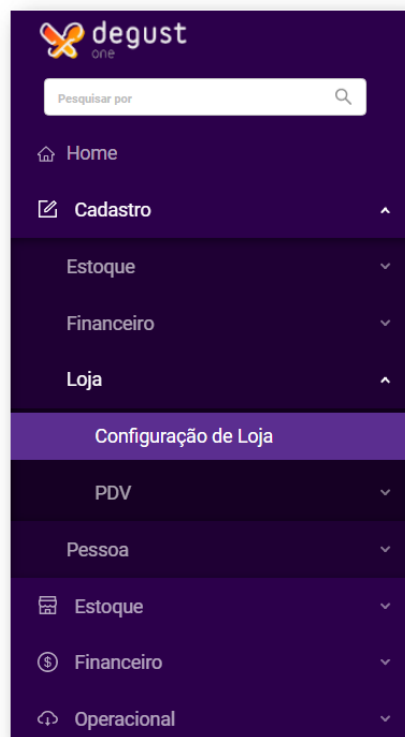 degust
one
Pesquisar por
Home
Cadastro
Estoque
Financeiro
Loja
Configuração de Loja
PDV
Pessoa
Estoque
Financeiro
Operacional